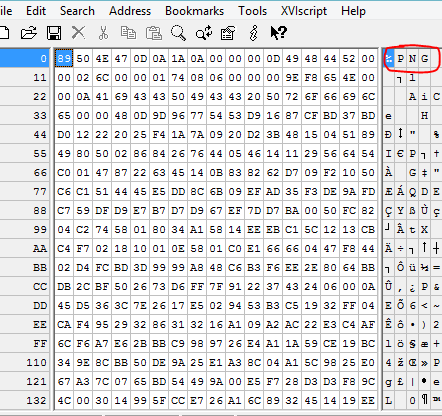 ile Edit Search Address Bookmarks Tools XVIscript Help
0 89 50 4E 47 0D 0A 1A 0A 00 00 00 0D 49 48 44 52 00 P N G
11 00 02 6C 00 00 01 74 08 06 00 00 00 9E F8 65 4E 00 ┐ l
22 00 0A 41 69 43 43 50 49 43 43 20 50 72 6F 66 69 6C A i C
33 65 00 00 48 0D 9D 96 77 54 53 D9 16 87 CF BD 37 BD e H
44 D0 12 22 20 25 F4 1A 7A 09 20 D2 3B 48 15 04 51 89
55 49 80 50 02 86 84 26 76 44 05 46 14 11 29 56 64 54
66 C0 01 47 87 22 63 45 14 0B 83 82 62 D7 09 F2 10 50
77 C6 C1 51 44 45 E5 DD 8C 6B 09 EF AD 35 F3 DE 9A FD Æ Á Q D E
88 C7 59 DF D9 E7 B7 D7 D9 67 EF 7D D7 BA 00 50 FC 82
99 04 C2 74 58 01 80 34 A1 58 14 EE EB C1 5C 12 13 CB
AA C4 F7 02 18 10 01 0E 58 01 C0 E1 66 66 04 47 F8 44
BB 02 D4 FC BD 3D 99 99 A8 48 C6 B3 F6 EE 2E 80 64 BB
CC DB 2C BF 50 26 73 D6 FF 7F 91 22 37 43 24 06 00 0A
DD 45 D5 36 3C 7E 26 17 E5 02 94 53 B3 C5 19 32 FF 04
EE CA F4 95 29 32 86 31 32 16 A1 09 A2 AC 22 E3 C4 AF
FF 6C F6 A7 E2 2B BB C9 98 97 26 E4 A1 1A 59 CE 19 BC
110 34 9E 8C BB 50 DE 9A 25 E1 A3 8C 04 A1 5C 98 25 E0
121 67 A3 7C 07 65 BD 54 49 9A 00 E5 F7 28 D3 D3 F8 9C
132 4C 00 30 14 99 5F CC E7 26 A1 6C 89 32 45 14 19 EE